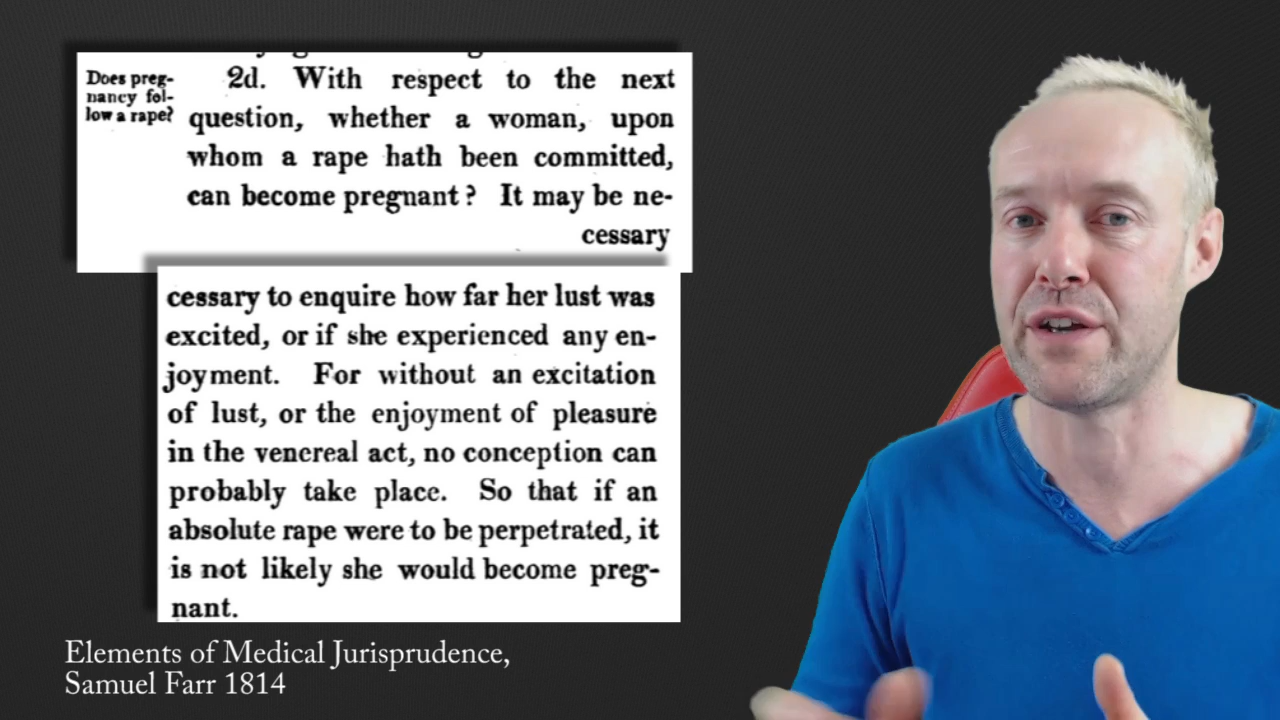 Does preg-
nancy fol-
low a rape?
2d. With respect to the next
question, whether a woman, upon
whom a rape hath been committed,
can become pregnant? It may be ne-
cessary
cessary to enquire how far her lust was
excited, or if she experienced any en-
joyment. For without an excitation
of lust, or the enjoyment of pleasure
in the venereal act, no conception can
probably take place. So that if an
absolute rape were to be perpetrated, it
is not likely she would become preg-
nant.
Elements of Medical Jurisprudence,
Samuel Farr 1814